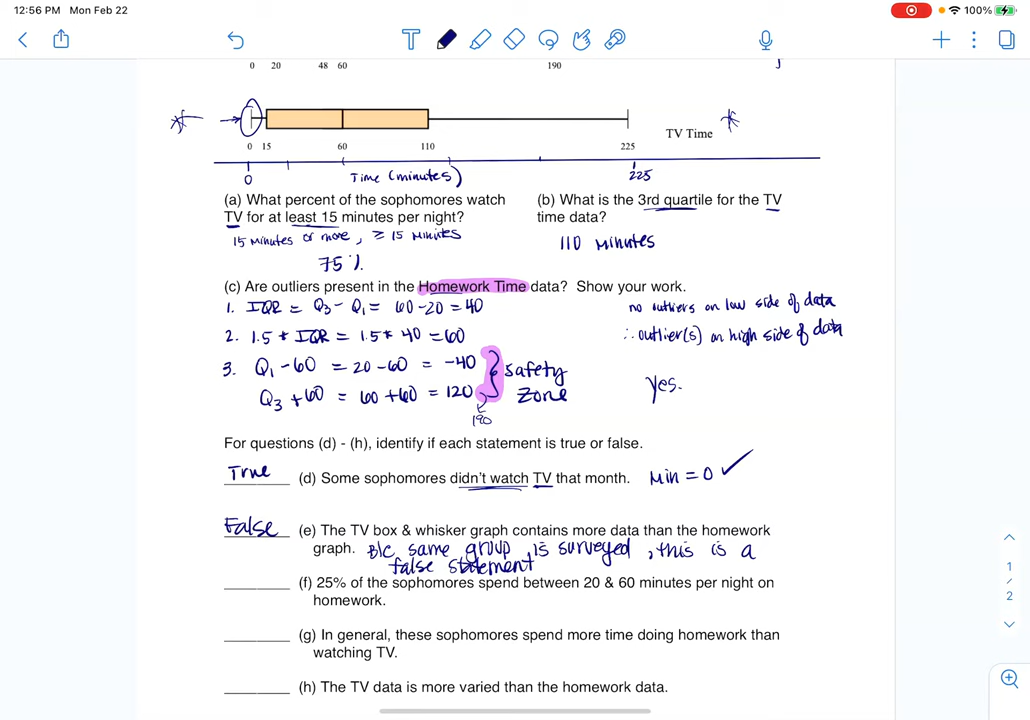 12:56 PM Mon Feb 22
100%
0 20 48 60 190
TV Time
0 15 60 110 225
0 Time (minutes) 225
(a) What percent of the sophomores watch
TV for at least 15 minutes per night?
15 minutes or more, ≥ 15 minutes
75%
(b) What is the 3rd quartile for the TV
time data?
110 minutes
(c) Are outliers present in the Homework Time data? Show your work.
1. IQR = Q3 - Q1 = 60-20 = 40
2. 1.5 * IQR = 1.5 * 40 = 60
3. Q1 - 60 = 20 - 60 = -40
Q3 + 60 = 60 + 60 = 120
190
Safety
Zone
no outliers on low side of data
∴ outlier(s) on high side of data
yes.
For questions (d) - (h), identify if each statement is true or false.
True (d) Some sophomores didn't watch TV that month. Min = 0 ✓
False (e) The TV box & whisker graph contains more data than the homework
graph. B/c same group is surveyed, this is a
false statement
(f) 25% of the sophomores spend between 20 & 60 minutes per night on
homework.
(g) In general, these sophomores spend more time doing homework than
watching TV.
(h) The TV data is more varied than the homework data.
1
/
2